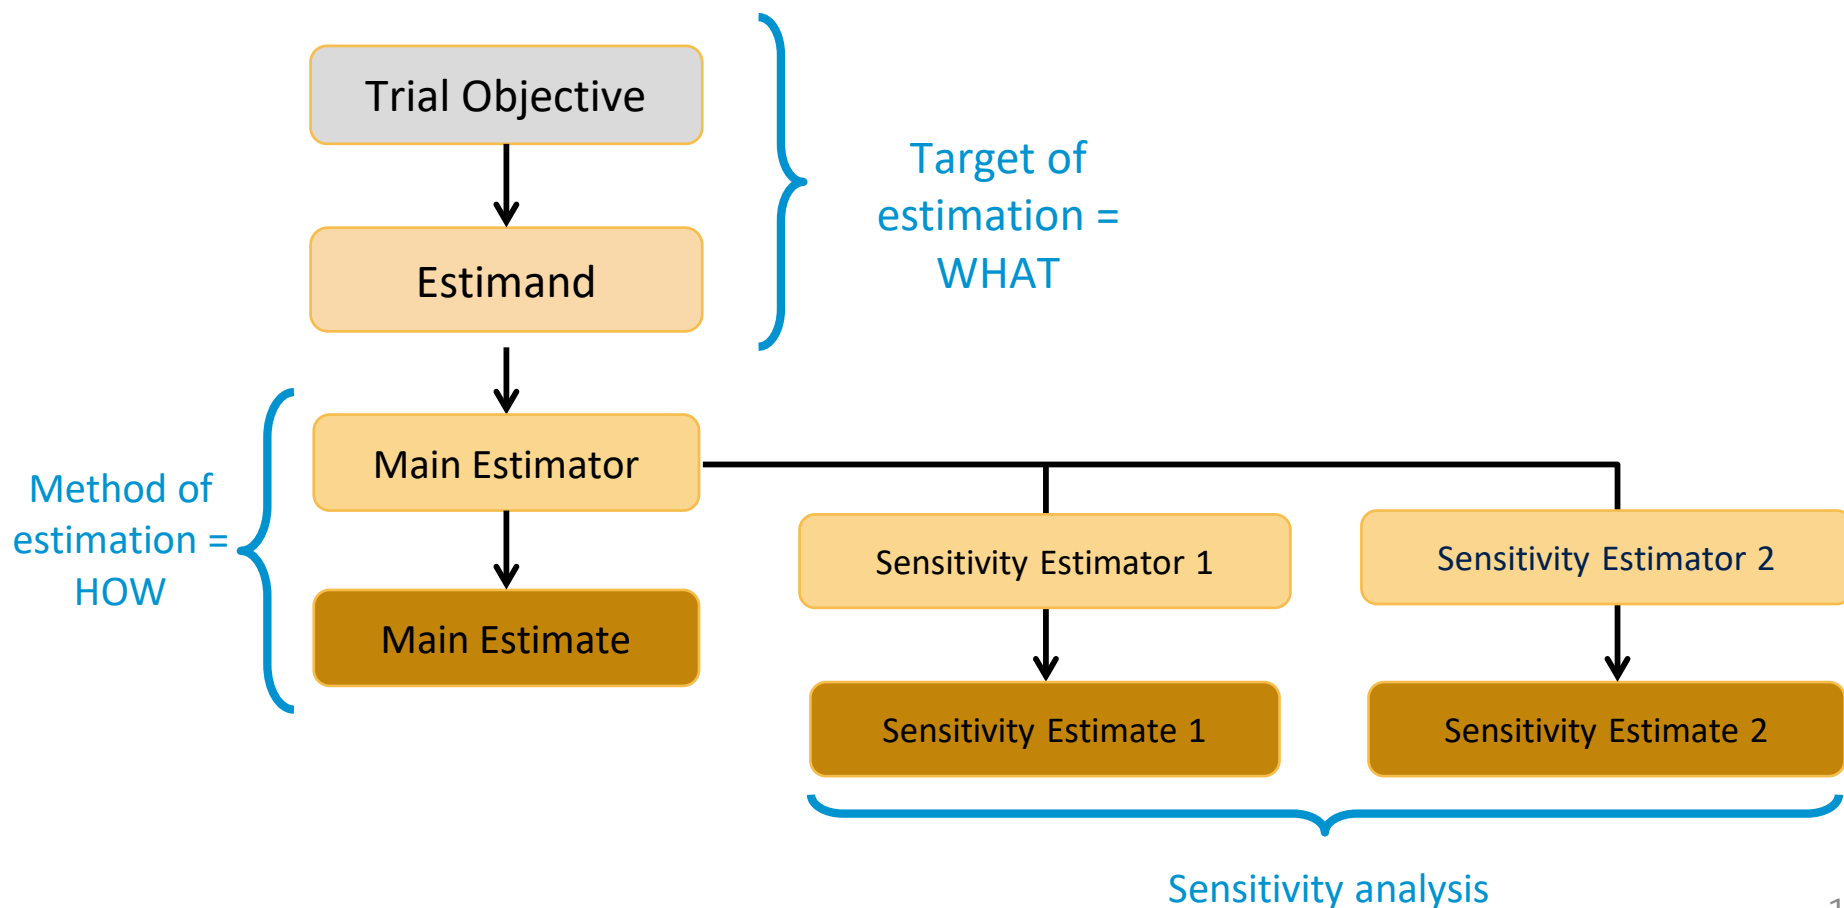 Trial Objective
Target of
estimation =
WHAT
Estimand
Main Estimator
Method of
estimation =
HOW
Main Estimate
Sensitivity Estimator 1
Sensitivity Estimator 2
Sensitivity Estimate 1
Sensitivity Estimate 2
Sensitivity analysis